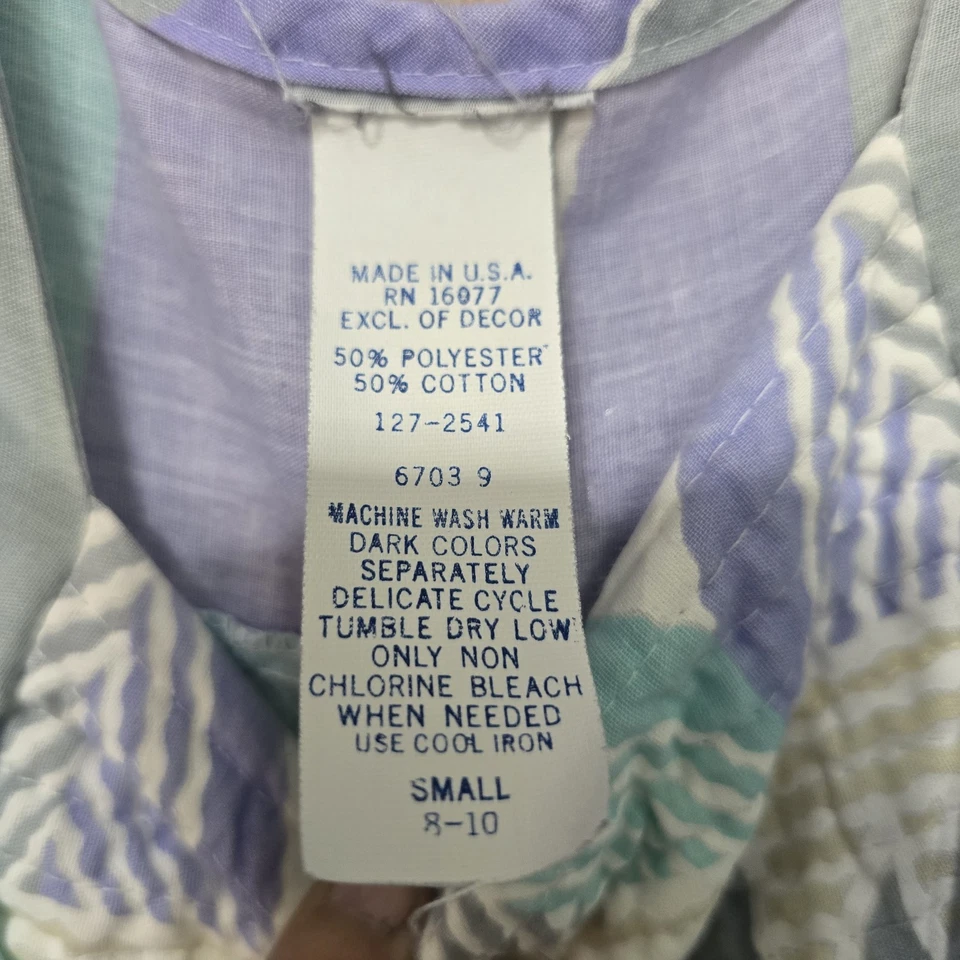 MADE IN U.S.A.
RN 16077
EXCL. OF DECOR
50% POLYESTER
50% COTTON
127-2541
6703 9
MACHINE WASH WARM
DARK COLORS
SEPARATELY
DELICATE CYCLE
TUMBLE DRY LOW
ONLY NON
CHLORINE BLEACH
WHEN NEEDED
USE COOL IRON
SMALL
8-10